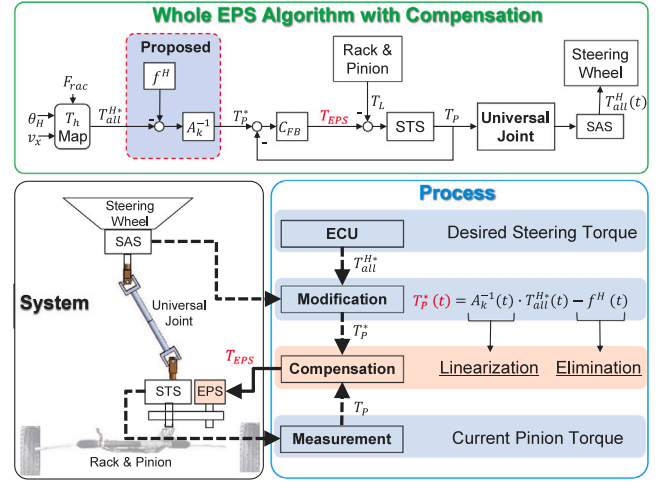 Whole EPS Algorithm with Compensation
Proposed
f^H
F_rac
θ_H
v_x
T_h
Map
T_all^{H*}
-
A_k^{-1}
T_P^*
-
C_FB
T_EPS
Rack &
Pinion
T_L
-
STS
T_P
Universal
Joint
SAS
T_all^H(t)
Steering
Wheel
System
Steering
Wheel
SAS
Universal
Joint
T_EPS
STS
EPS
Rack & Pinion
Process
ECU
Desired Steering Torque
T_all^{H*}
Modification
T_P^*(t) = A_k^{-1}(t) · T_all^{H*}(t) − f^H(t)
T_P^*
Compensation
Linearization
Elimination
T_P
Measurement
Current Pinion Torque